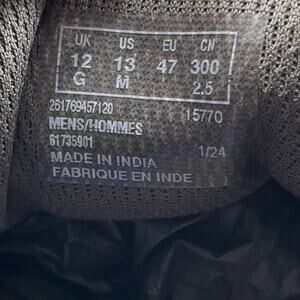 UK US EU CN
12 13 47 300
G M 2.5
261769457120 15770
MENS/HOMMES
61735901 1/24
MADE IN INDIA
FABRIQUE EN INDE